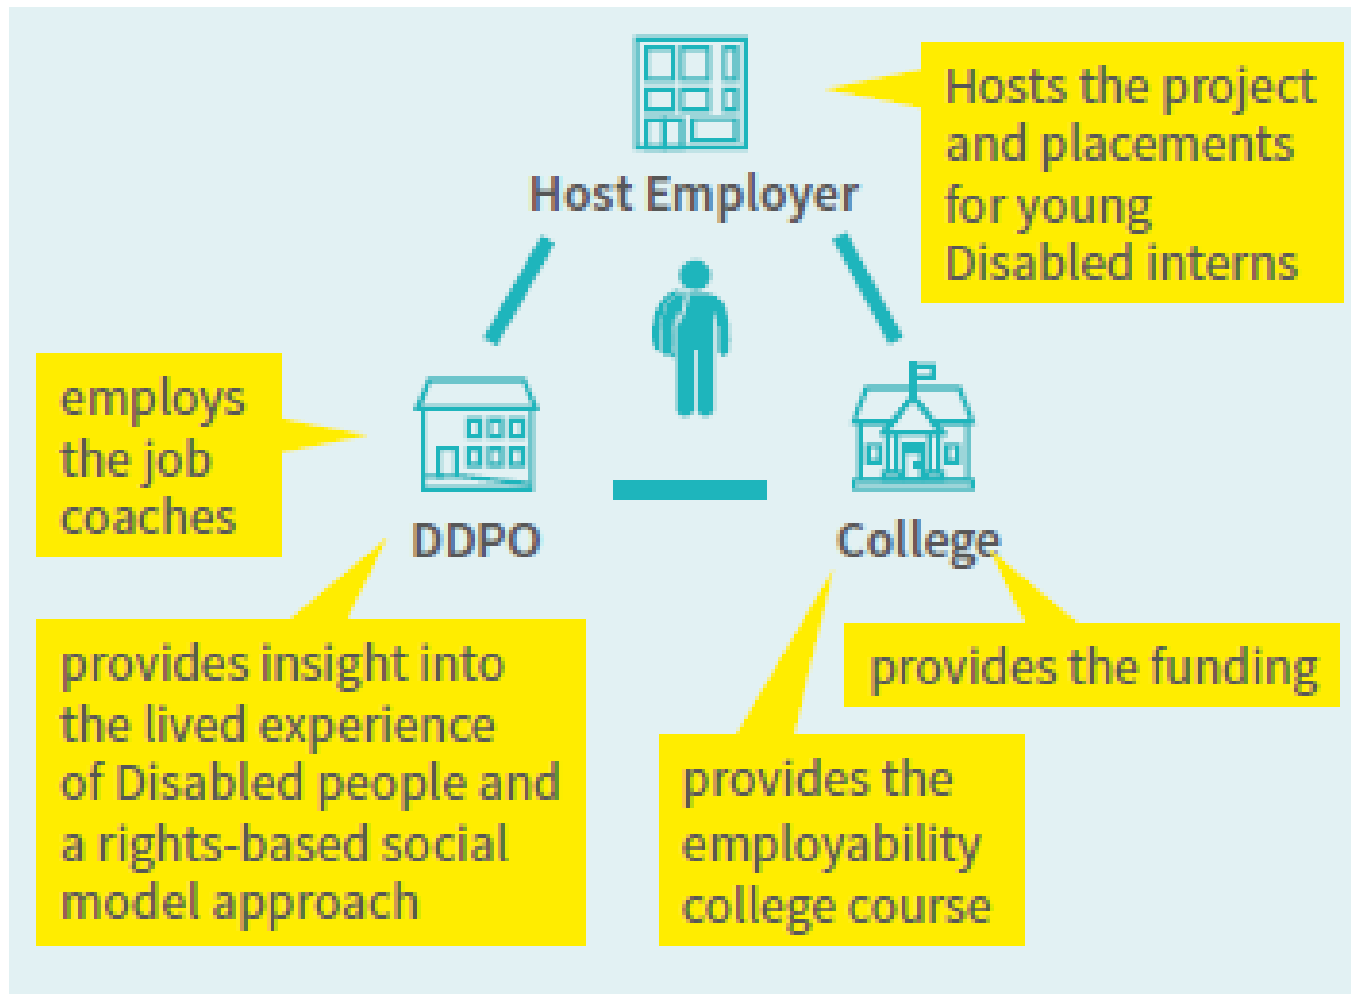 Hosts the project
and placements
for young
Disabled interns
Host Employer
employs
the job
coaches
DDPO
College
provides insight into
the lived experience
of Disabled people and
a rights-based social
model approach
provides the funding
provides the
employability
college course